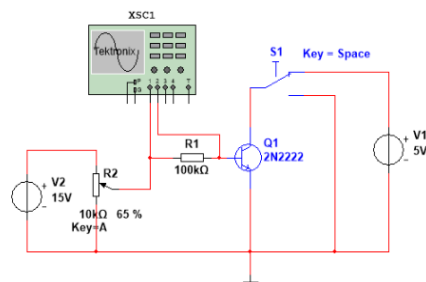 XSC1
Tektronix
P
G
1 2 3 4 T
S1 Key = Space
Q1
2N2222
R1
100kΩ
V1
5V
V2
15V
R2
10kΩ 65 %
Key=A